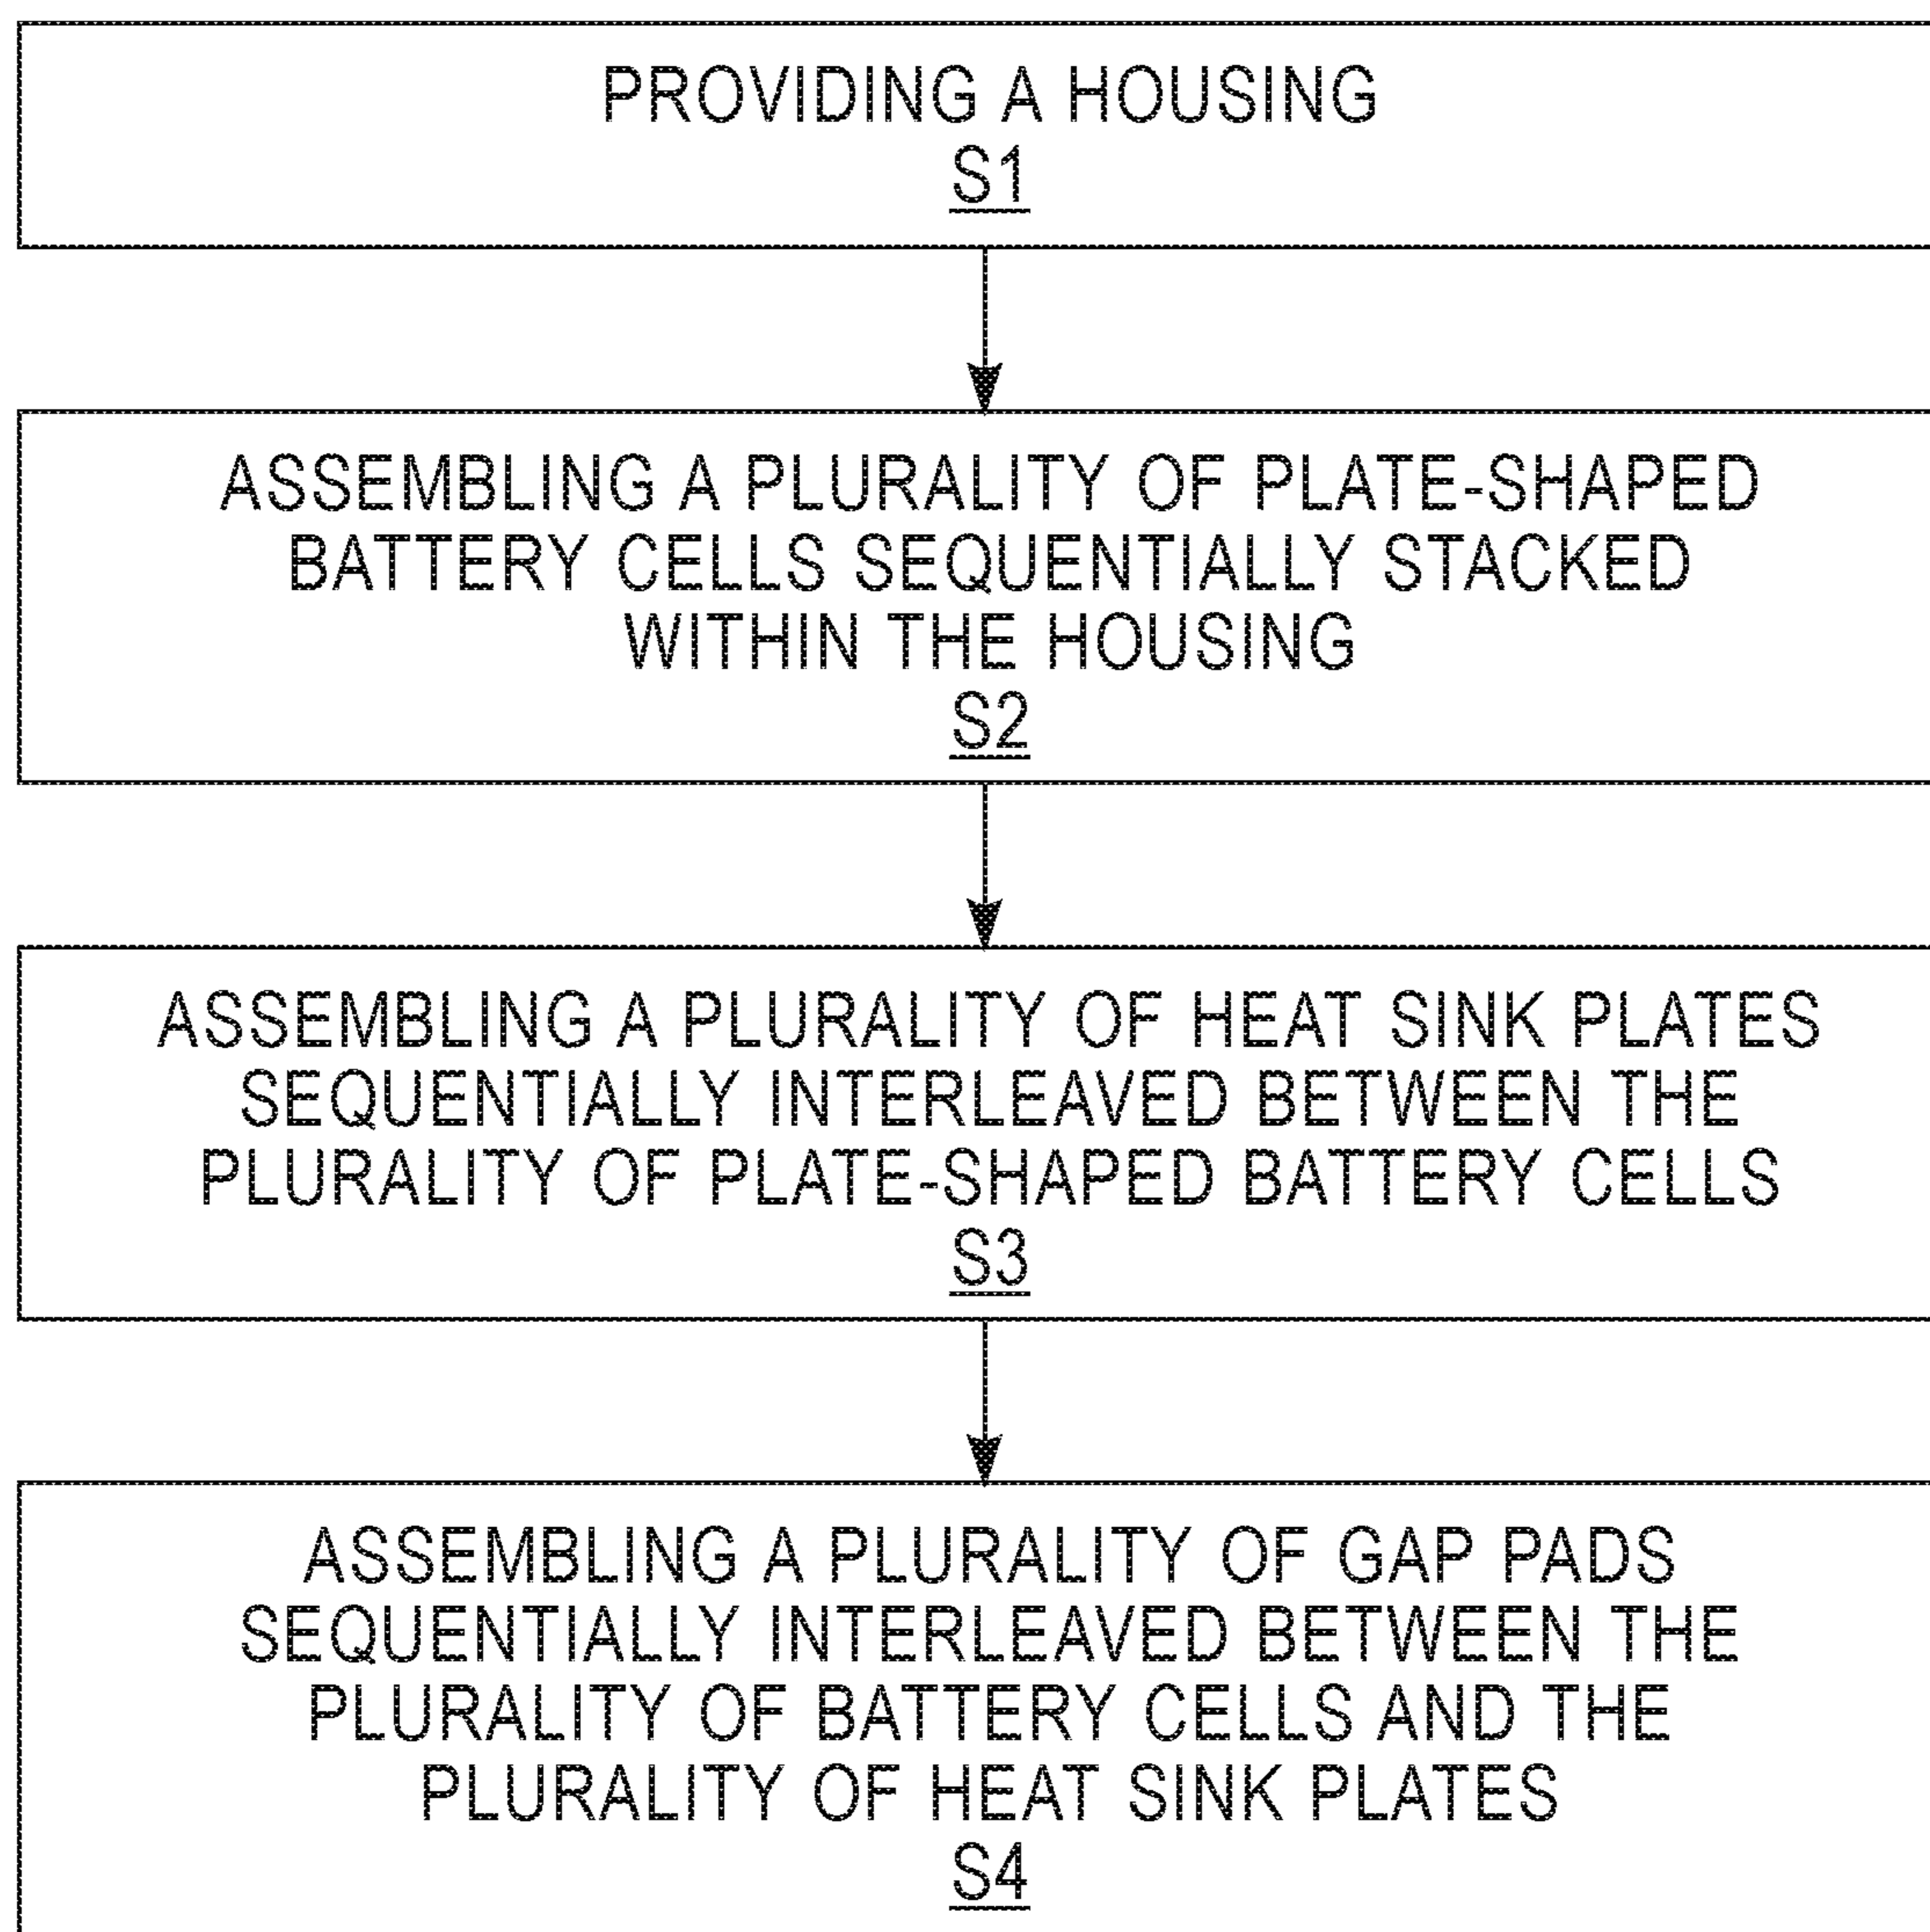 PROVIDING A HOUSING
S1
ASSEMBLING A PLURALITY OF PLATE-SHAPED
BATTERY CELLS SEQUENTIALLY STACKED
WITHIN THE HOUSING
S2
ASSEMBLING A PLURALITY OF HEAT SINK PLATES
SEQUENTIALLY INTERLEAVED BETWEEN THE
PLURALITY OF PLATE-SHAPED BATTERY CELLS
S3
ASSEMBLING A PLURALITY OF GAP PADS
SEQUENTIALLY INTERLEAVED BETWEEN THE
PLURALITY OF BATTERY CELLS AND THE
PLURALITY OF HEAT SINK PLATES
S4